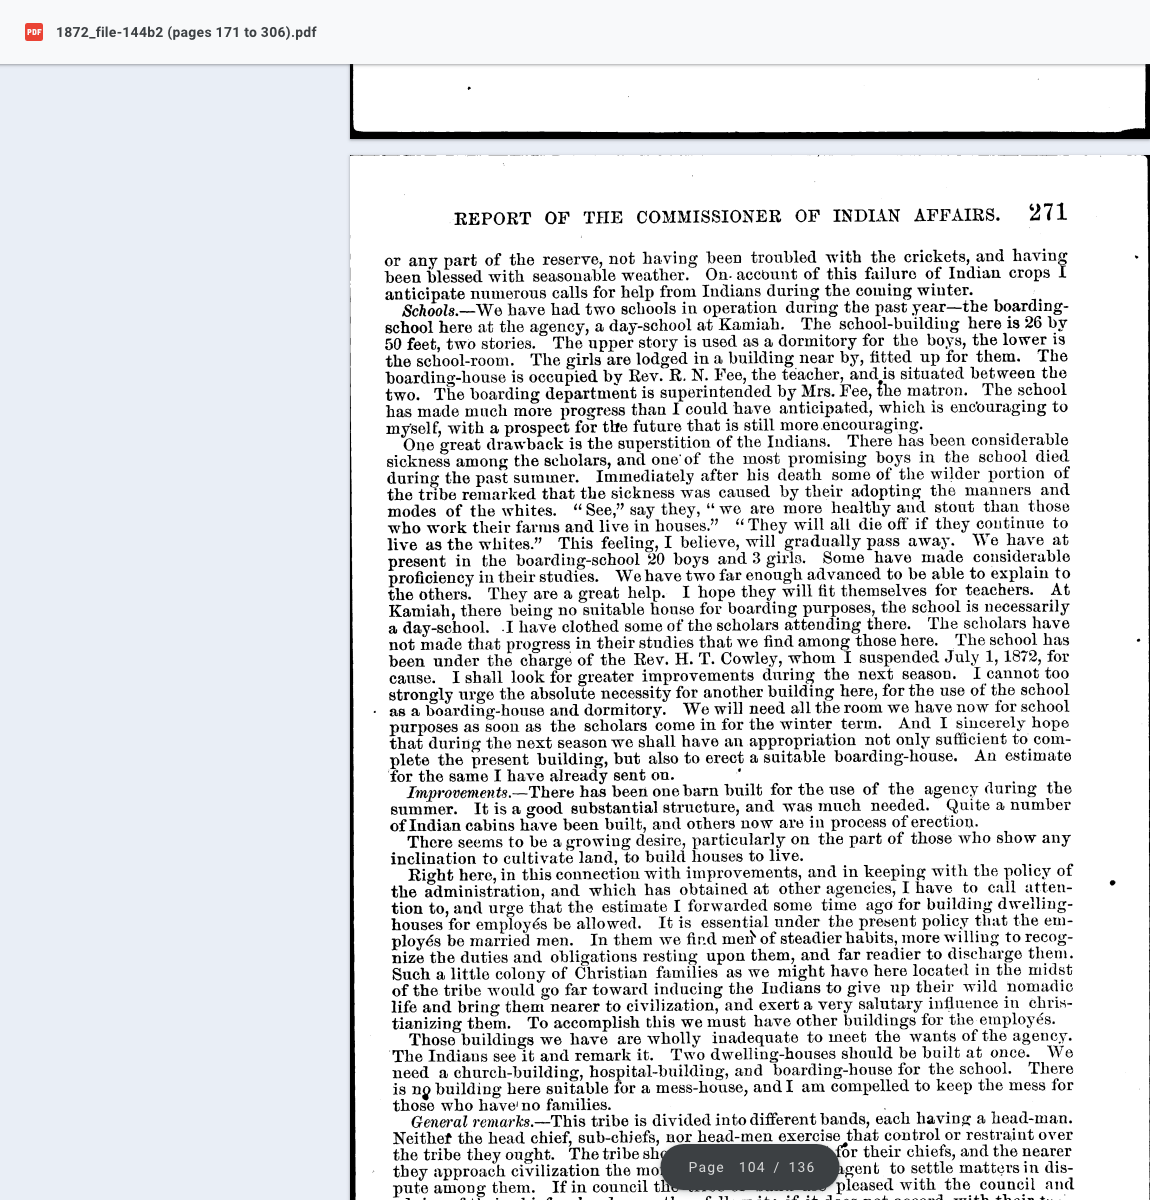 1872_file-144b2 (pages 171 to 306).pdf
REPORT OF THE COMMISSIONER OF INDIAN AFFAIRS. 271
or any part of the reserve, not having been troubled with the crickets, and having
been blessed with seasonable weather. On account of this failure of Indian crops I
anticipate numerous calls for help from Indians during the coming winter.
Schools.—We have had two schools in operation during the past year—the boarding-
school here at the agency, a day-school at Kamiah. The school-building here is 26 by
50 feet, two stories. The upper story is used as a dormitory for the boys, the lower is
the school-room. The girls are lodged in a building near by, fitted up for them. The
boarding-house is occupied by Rev. R. N. Fee, the teacher, and is situated between the
two. The boarding department is superintended by Mrs. Fee, the matron. The school
has made much more progress than I could have anticipated, which is encouraging to
myself, with a prospect for the future that is still more encouraging.
One great drawback is the superstition of the Indians. There has been considerable
sickness among the scholars, and one of the most promising boys in the school died
during the past summer. Immediately after his death some of the wilder portion of
the tribe remarked that the sickness was caused by their adopting the manners and
modes of the whites. "See," say they, "we are more healthy and stout than those
who work their farms and live in houses." "They will all die off if they continue to
live as the whites." This feeling, I believe, will gradually pass away. We have at
present in the boarding-school 20 boys and 3 girls. Some have made considerable
proficiency in their studies. We have two far enough advanced to be able to explain to
the others. They are a great help. I hope they will fit themselves for teachers. At
Kamiah, there being no suitable house for boarding purposes, the school is necessarily
a day-school. I have clothed some of the scholars attending there. The scholars have
not made that progress in their studies that we find among those here. The school has
been under the charge of the Rev. H. T. Cowley, whom I suspended July 1, 1872, for
cause. I shall look for greater improvements during the next season. I cannot too
strongly urge the absolute necessity for another building here, for the use of the school
as a boarding-house and dormitory. We will need all the room we have now for school
purposes as soon as the scholars come in for the winter term. And I sincerely hope
that during the next season we shall have an appropriation not only sufficient to com-
plete the present building, but also to erect a suitable boarding-house. An estimate
for the same I have already sent on.
Improvements.—There has been one barn built for the use of the agency during the
summer. It is a good substantial structure, and was much needed. Quite a number
of Indian cabins have been built, and others now are in process of erection.
There seems to be a growing desire, particularly on the part of those who show any
inclination to cultivate land, to build houses to live.
Right here, in this connection with improvements, and in keeping with the policy of
the administration, and which has obtained at other agencies, I have to call atten-
tion to, and urge that the estimate I forwarded some time ago for building dwelling-
houses for employés be allowed. It is essential under the present policy that the em-
ployés be married men. In them we find men of steadier habits, more willing to recog-
nize the duties and obligations resting upon them, and far readier to discharge them.
Such a little colony of Christian families as we might have here located in the midst
of the tribe would go far toward inducing the Indians to give up their wild nomadic
life and bring them nearer to civilization, and exert a very salutary influence in chris-
tianizing them. To accomplish this we must have other buildings for the employés.
Those buildings we have are wholly inadequate to meet the wants of the agency.
The Indians see it and remark it. Two dwelling-houses should be built at once. We
need a church-building, hospital-building, and boarding-house for the school. There
is no building here suitable for a mess-house, and I am compelled to keep the mess for
those who have no families.
General remarks.—This tribe is divided into different bands, each having a head-man.
Neither the head chief, sub-chiefs, nor head-men exercise that control or restraint over
the tribe they ought. The tribe for their chiefs, and the nearer
they approach civilization the agent to settle matters in dis-
pute among them. If in council pleased with the council and
Page 104 / 136